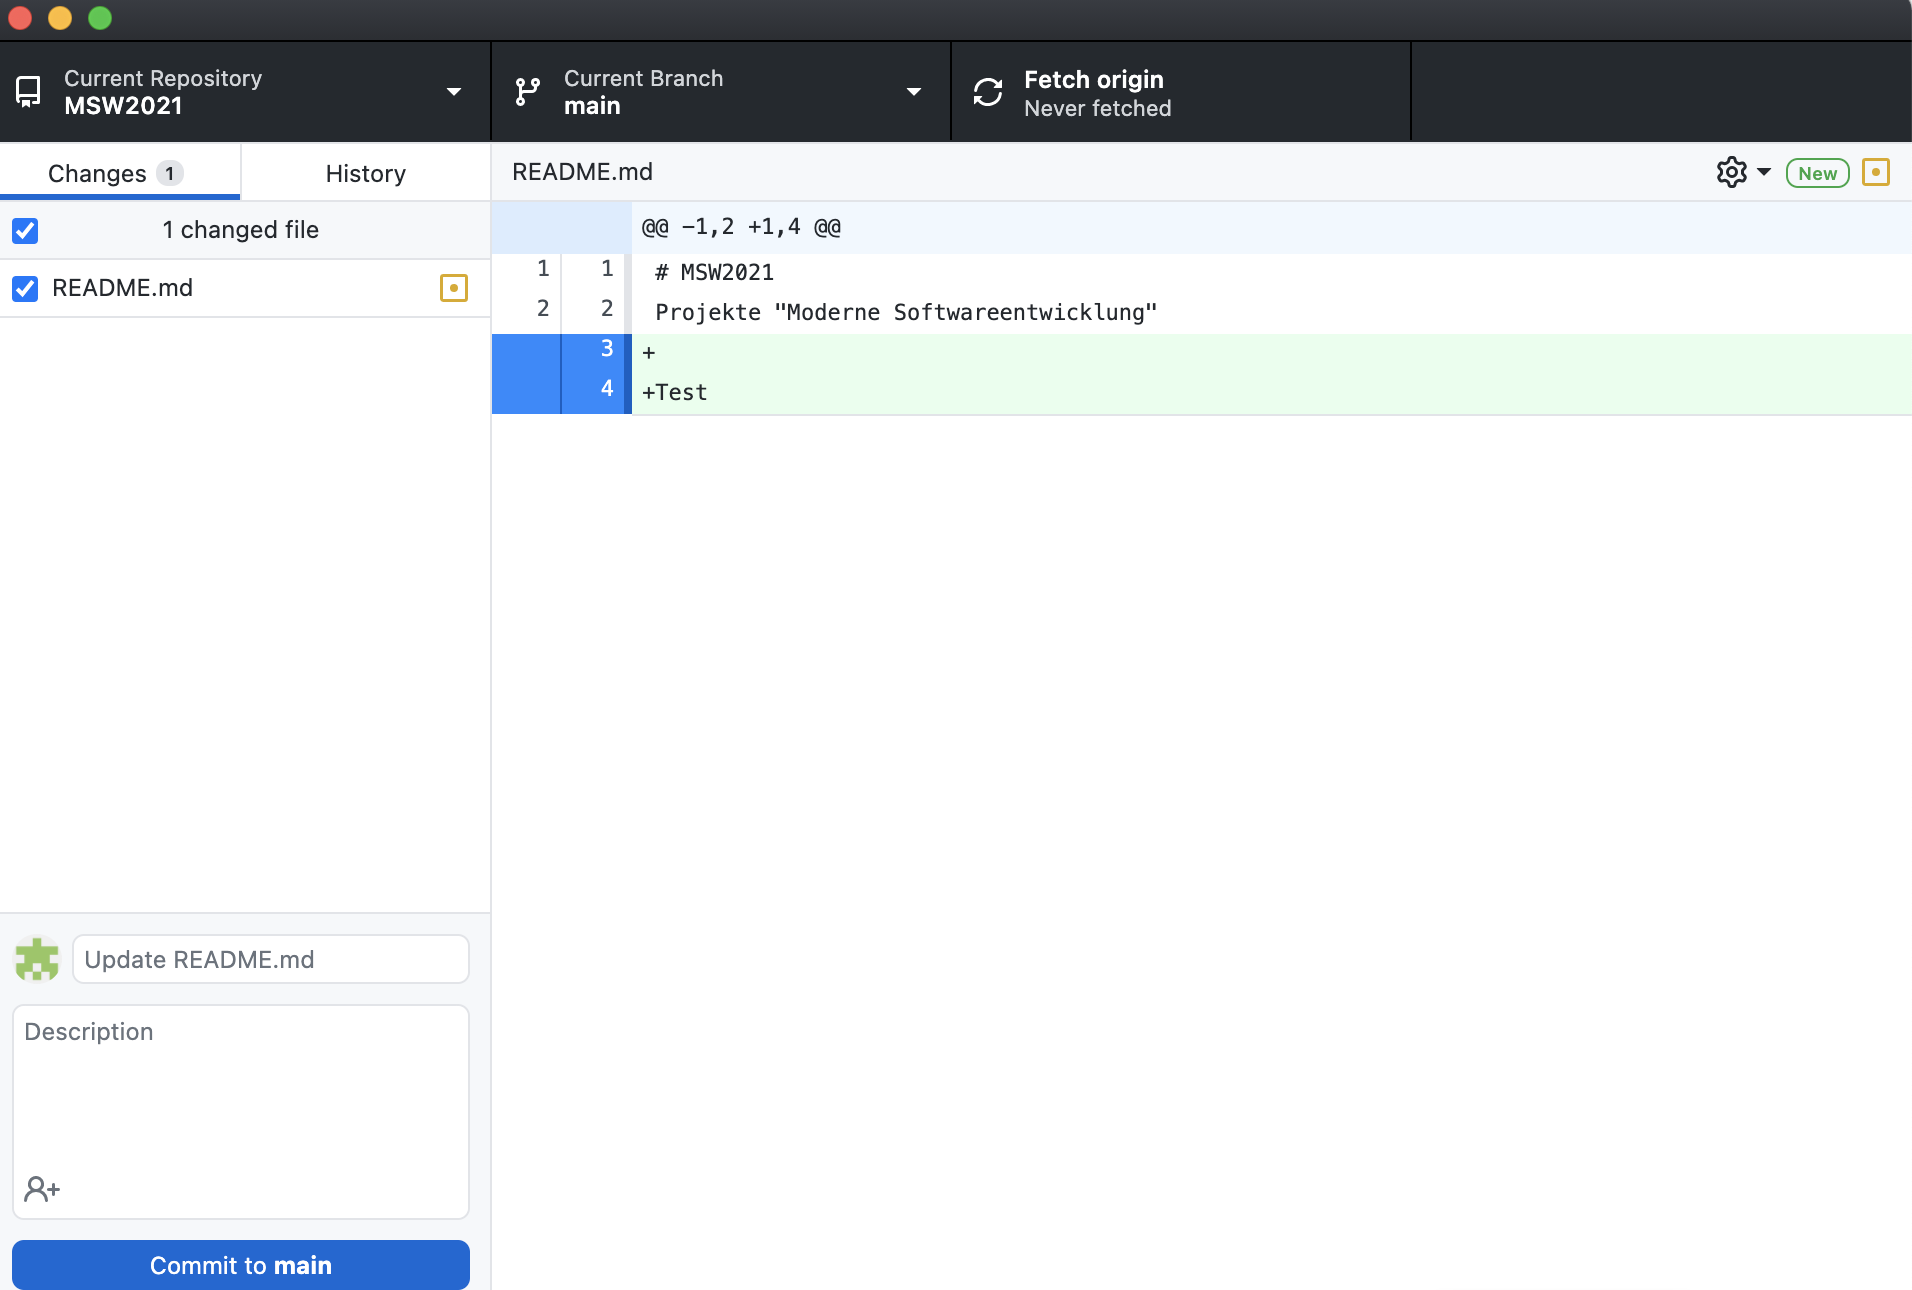 Current Repository
MSW2021
Current Branch
main
Fetch origin
Never fetched
Changes 1
History
1 changed file
README.md
README.md
New
@@ -1,2 +1,4 @@
1 1 # MSW2021
2 2 Projekte "Moderne Softwareentwicklung"
3 +
4 +Test
Update README.md
Description
Commit to main